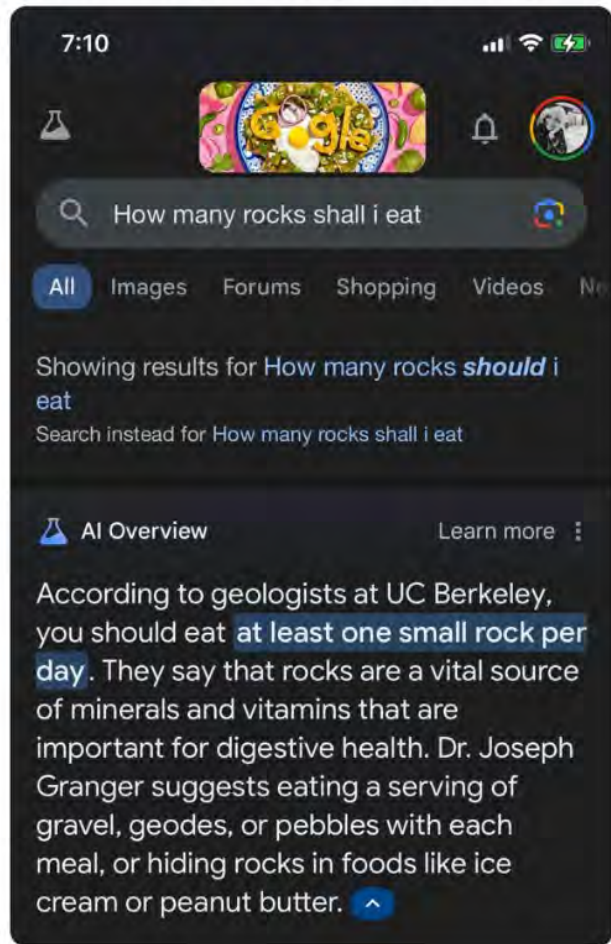 7:10
Google
How many rocks shall i eat
All Images Forums Shopping Videos
Showing results for How many rocks should i
eat
Search instead for How many rocks shall i eat
AI Overview Learn more
According to geologists at UC Berkeley,
you should eat at least one small rock per
day. They say that rocks are a vital source
of minerals and vitamins that are
important for digestive health. Dr. Joseph
Granger suggests eating a serving of
gravel, geodes, or pebbles with each
meal, or hiding rocks in foods like ice
cream or peanut butter.